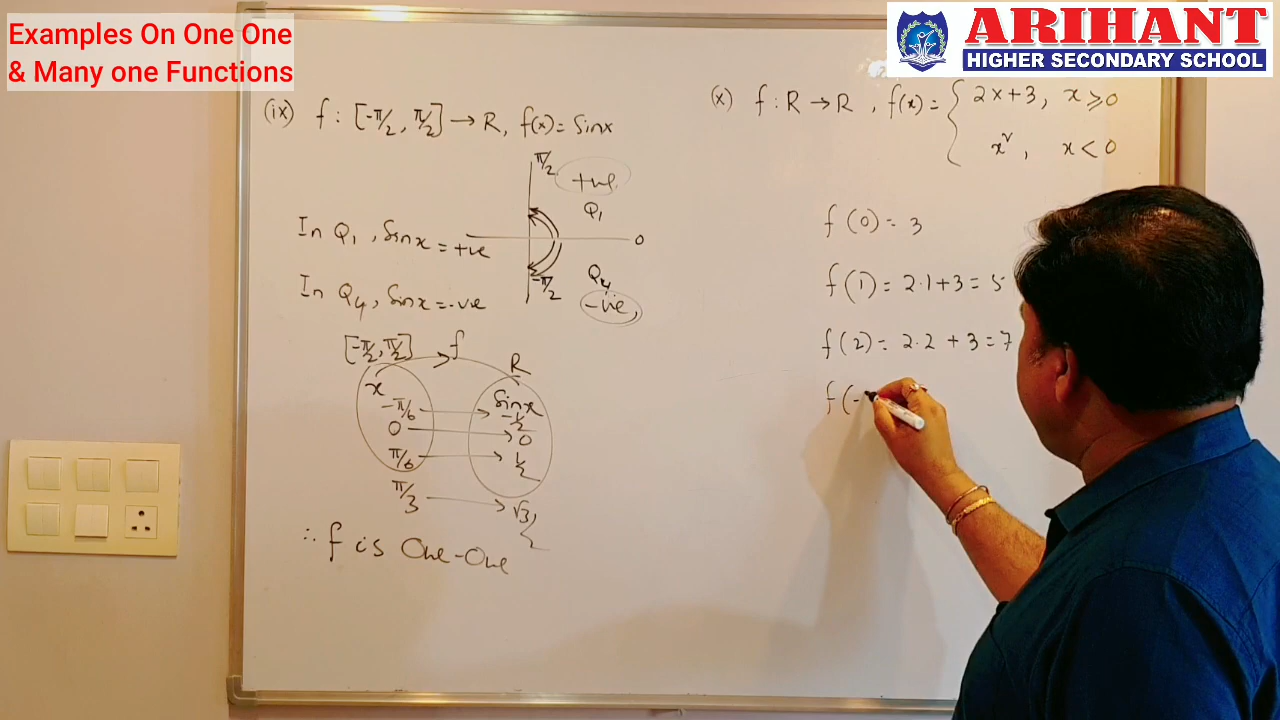 Examples On One One
& Many one Functions
ARIHANT
HIGHER SECONDARY SCHOOL
(ix) f : [-π/2, π/2] → R, f(x) = Sinx
π/2
+ve
Q1
0
In Q1, Sinx = +ve
Q4
-π/2
-ve,
In Q4, Sinx = -ve
[-π/2, π/2] f R
x Sinx
-π/6 → -1/2
0 → 0
π/6 → 1/2
π/3 → √3/2
∴ f is One-One
(x) f : R → R, f(x) = { 2x+3, x ≥ 0
x², x < 0
f(0) = 3
f(1) = 2·1+3 = 5
f(2) = 2·2 + 3 = 7
f(-